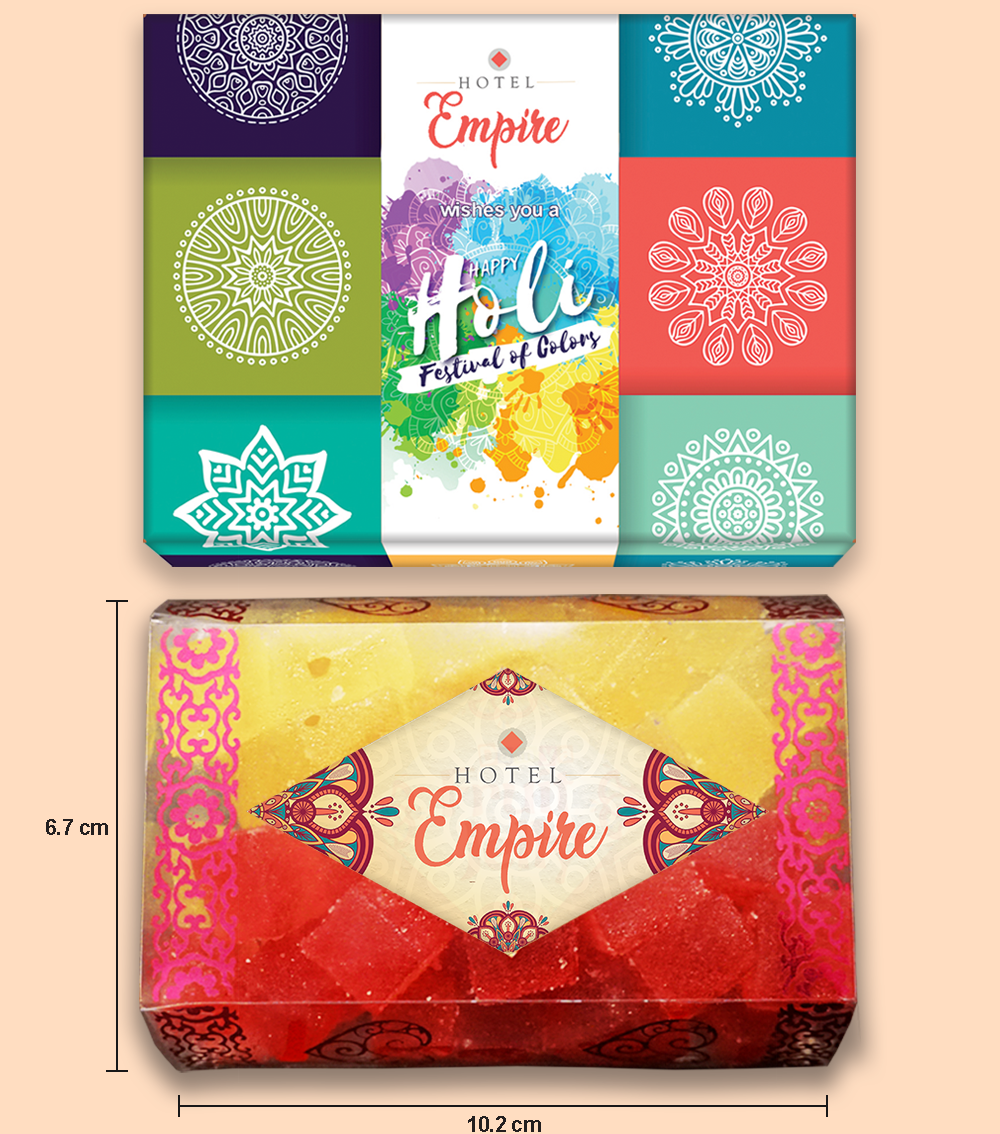 HOTEL
Empire
wishes you a
HAPPY
Holi
Festival of Colors
HOTEL
Empire
6.7 cm
10.2 cm